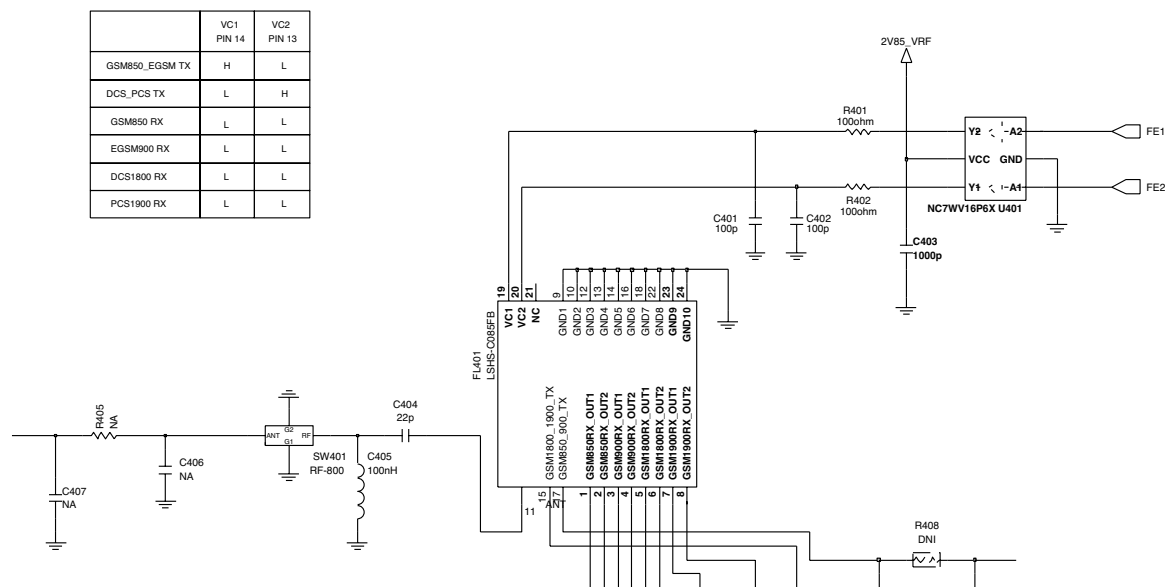 VC1 VC2
PIN 14 PIN 13
GSM850_EGSM TX H L
DCS_PCS TX L H
GSM850 RX L L
EGSM900 RX L L
DCS1800 RX L L
PCS1900 RX L L
2V85_VRF
R401
100ohm
Y2 A2
FE1
VCC GND
Y1 A1
FE2
R402
100ohm
NC7WV16P6X U401
C401
100p
C402
100p
C403
1000p
19 20 21 9 10 12 13 14 16 18 22 23 24
VC1 VC2 NC GND1 GND2 GND3 GND4 GND5 GND6 GND7 GND8 GND9 GND10
FL401
LSHS-C085FB
GSM1800_1900_TX
GSM850_900_TX
GSM850RX_OUT1
GSM850RX_OUT2
GSM900RX_OUT1
GSM900RX_OUT2
GSM1800RX_OUT1
GSM1800RX_OUT2
GSM1900RX_OUT1
GSM1900RX_OUT2
15 17 1 2 3 4 5 6 7 8
ANT
11
R405
NA
C404
22p
ANT G2 G1 RF
SW401
RF-800
C405
100nH
C406
NA
C407
NA
R408
DNI